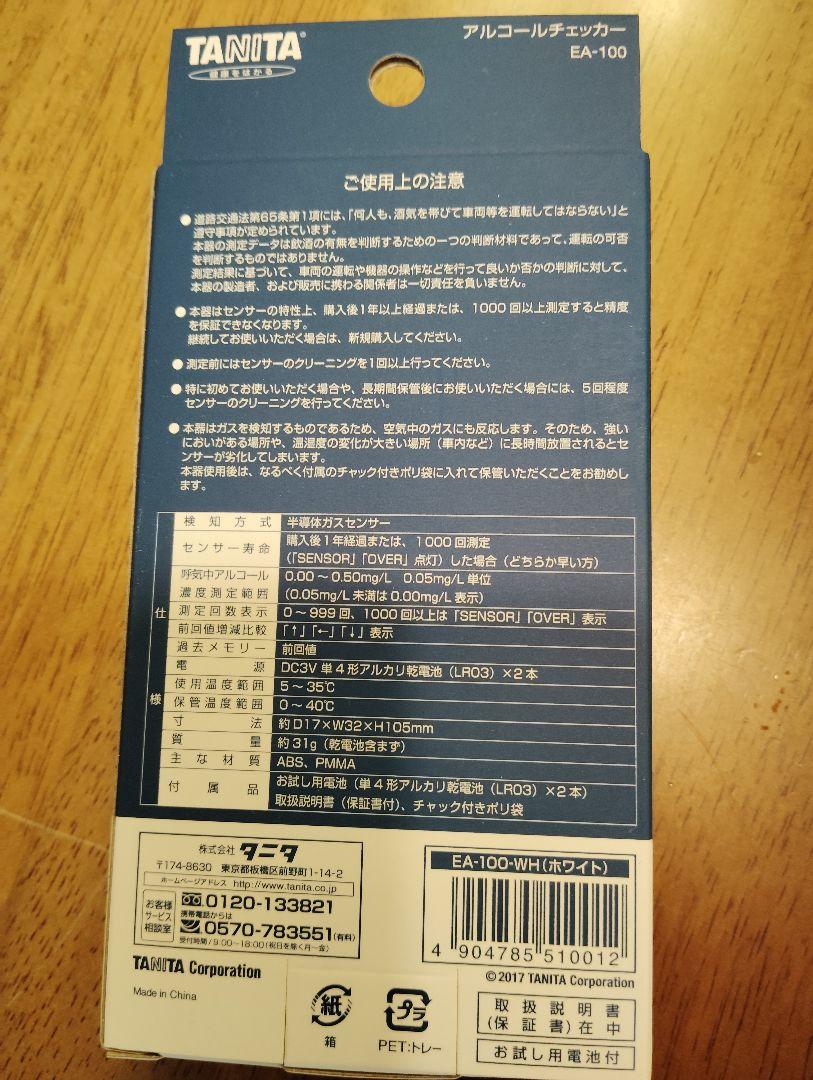 TANITA
健康をはかる
アルコールチェッカー
EA-100
ご使用上の注意
● 道路交通法第65条第1項には、「何人も、酒気を帯びて車両等を運転してはならない」と
遵守事項が定められています。
本器の測定データは飲酒の有無を判断するための一つの判断材料であって、運転の可否
を判断するものではありません。
測定結果に基づいて、車両の運転や機器の操作などを行って良いか否かの判断に対して、
本器の製造者、および販売に携わる関係者は一切責任を負いません。
● 本器はセンサーの特性上、購入後1年以上経過または、1000回以上測定すると精度
を保証できなくなります。
継続してお使いいただく場合は、新規購入してください。
● 測定前にはセンサーのクリーニングを1回以上行ってください。
● 特に初めてお使いいただく場合や、長期間保管後にお使いいただく場合には、5回程度
センサーのクリーニングを行ってください。
● 本器はガスを検知するものであるため、空気中のガスにも反応します。そのため、強い
においがある場所や、温湿度の変化が大きい場所（車内など）に長時間放置されるとセ
ンサーが劣化してしまいます。
本器使用後は、なるべく付属のチャック付きポリ袋に入れて保管いただくことをお勧めし
ます。
仕様
検知方式 半導体ガスセンサー
センサー寿命 購入後1年経過または、1000回測定
（「SENSOR」「OVER」点灯）した場合（どちらか早い方）
呼気中アルコール 0.00～0.50mg/L 0.05mg/L単位
濃度測定範囲 （0.05mg/L未満は0.00mg/L表示）
測定回数表示 0～999回、1000回以上は「SENSOR」「OVER」表示
前回値増減比較 「↑」「←」「↓」表示
過去メモリー 前回値
電源 DC3V 単4形アルカリ乾電池（LR03）×2本
使用温度範囲 5～35℃
保管温度範囲 0～40℃
寸法 約D17×W32×H105mm
質量 約31g（乾電池含まず）
主な材質 ABS、PMMA
付属品 お試し用電池（単4形アルカリ乾電池（LR03）×2本）
取扱説明書（保証書付）、チャック付きポリ袋
株式会社 タニタ
〒174-8630 東京都板橋区前野町1-14-2
ホームページアドレス http://www.tanita.co.jp
お客様
サービス
相談室
0120-133821
携帯電話からは
0570-783551（有料）
受付時間/9:00～18:00（祝日を除く月～金）
TANITA Corporation
Made in China
紙
箱
プラ
PET:トレー
EA-100-WH（ホワイト）
4 904785 510012
©2017 TANITA Corporation
取扱説明書
（保証書）在中
お試し用電池付